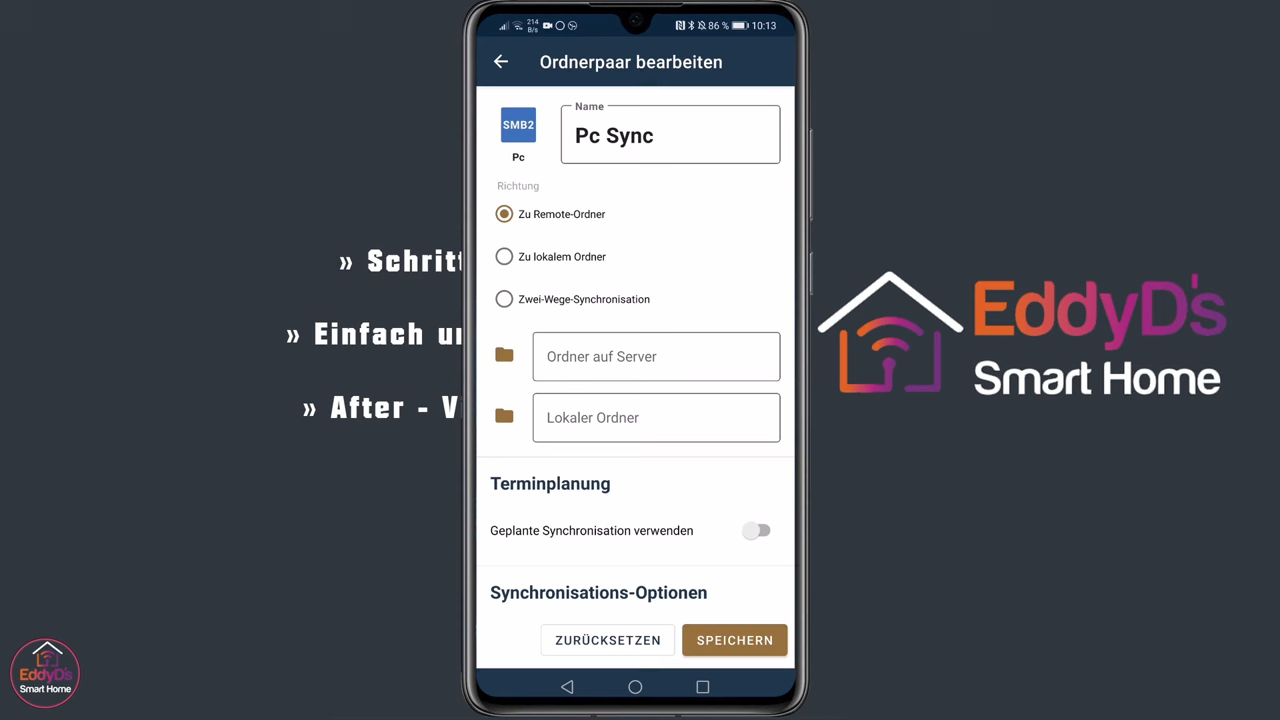 214
B/s
86 %
10:13
Ordnerpaar bearbeiten
SMB2
Pc
Name
Pc Sync
Richtung
Zu Remote-Ordner
Zu lokalem Ordner
Zwei-Wege-Synchronisation
Ordner auf Server
Lokaler Ordner
Terminplanung
Geplante Synchronisation verwenden
Synchronisations-Optionen
ZURÜCKSETZEN
SPEICHERN
» Schritt
» Einfach
» After -
EddyD's
Smart Home
EddyD's
Smart Home